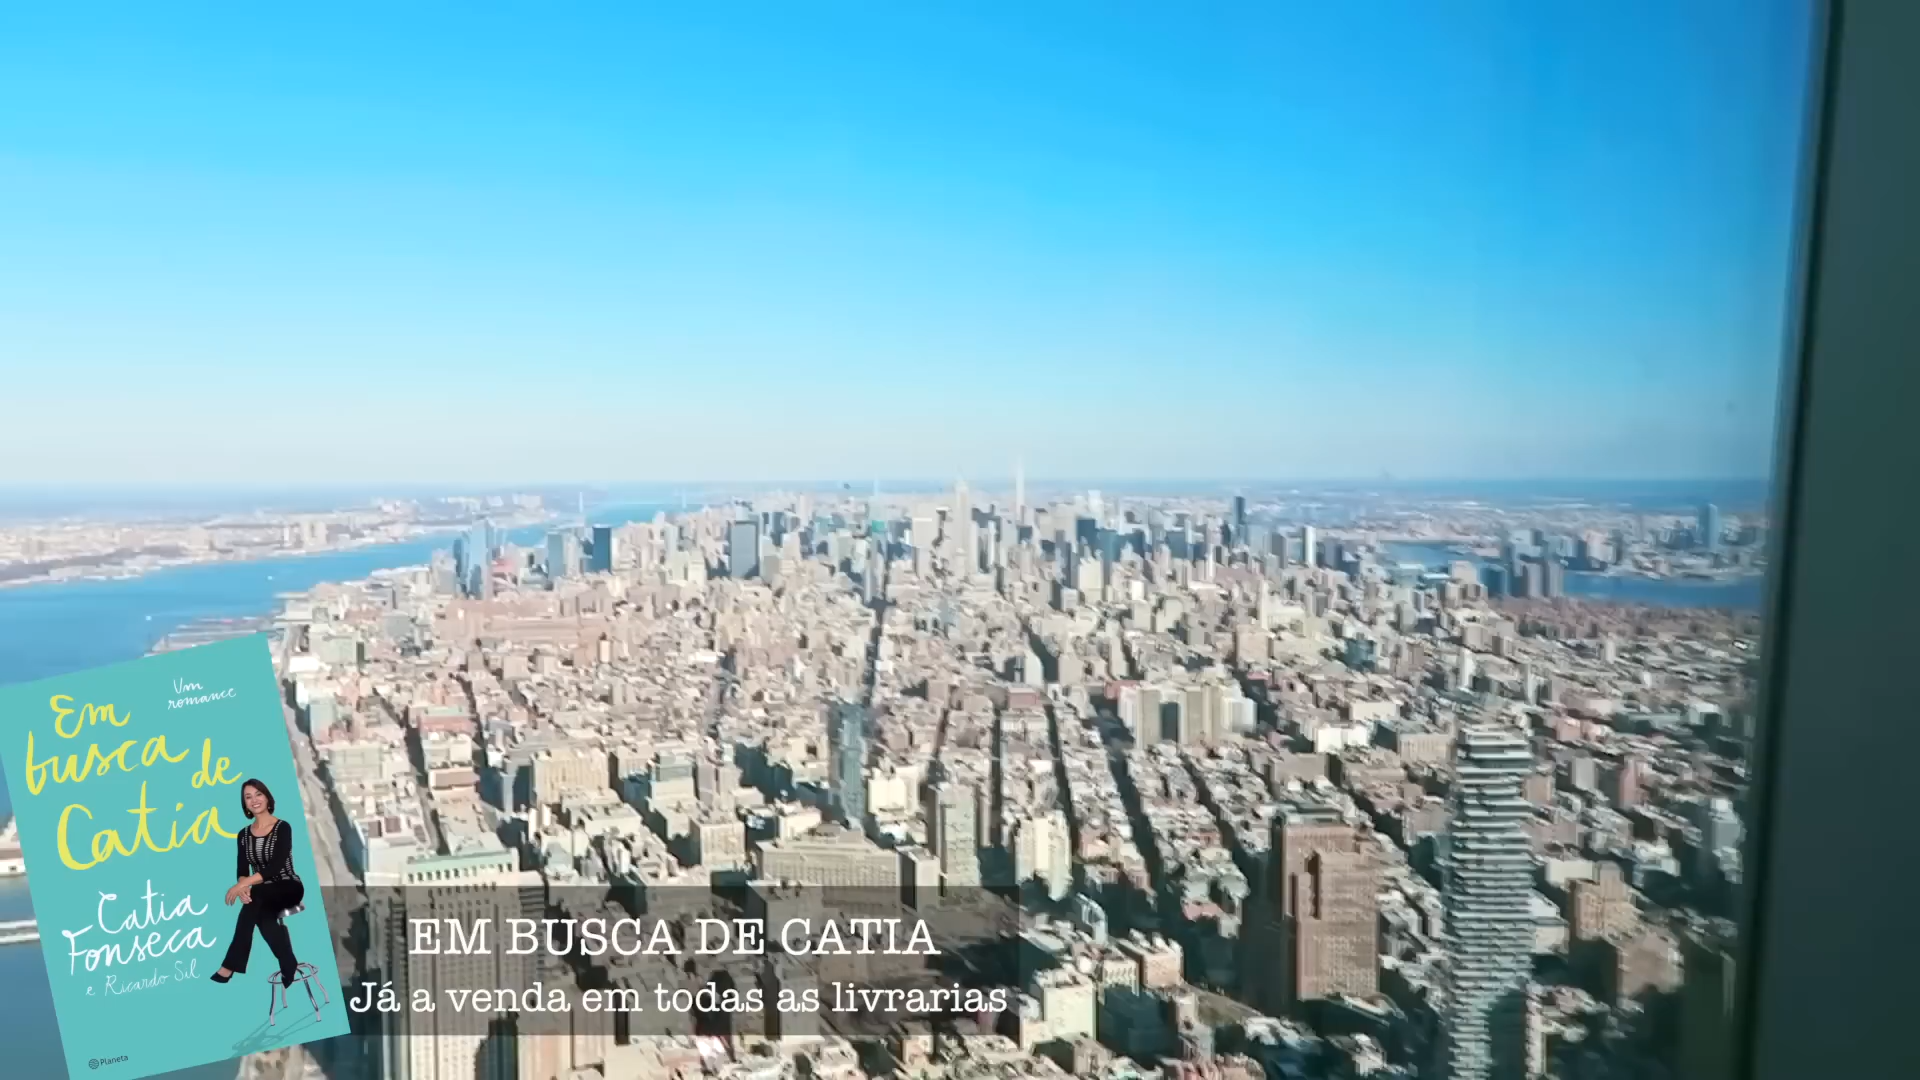 Um
romance
Em
busca de
Catia
Catia
Fonseca
e Ricardo Sil
Planeta
EM BUSCA DE CATIA
Já a venda em todas as livrarias